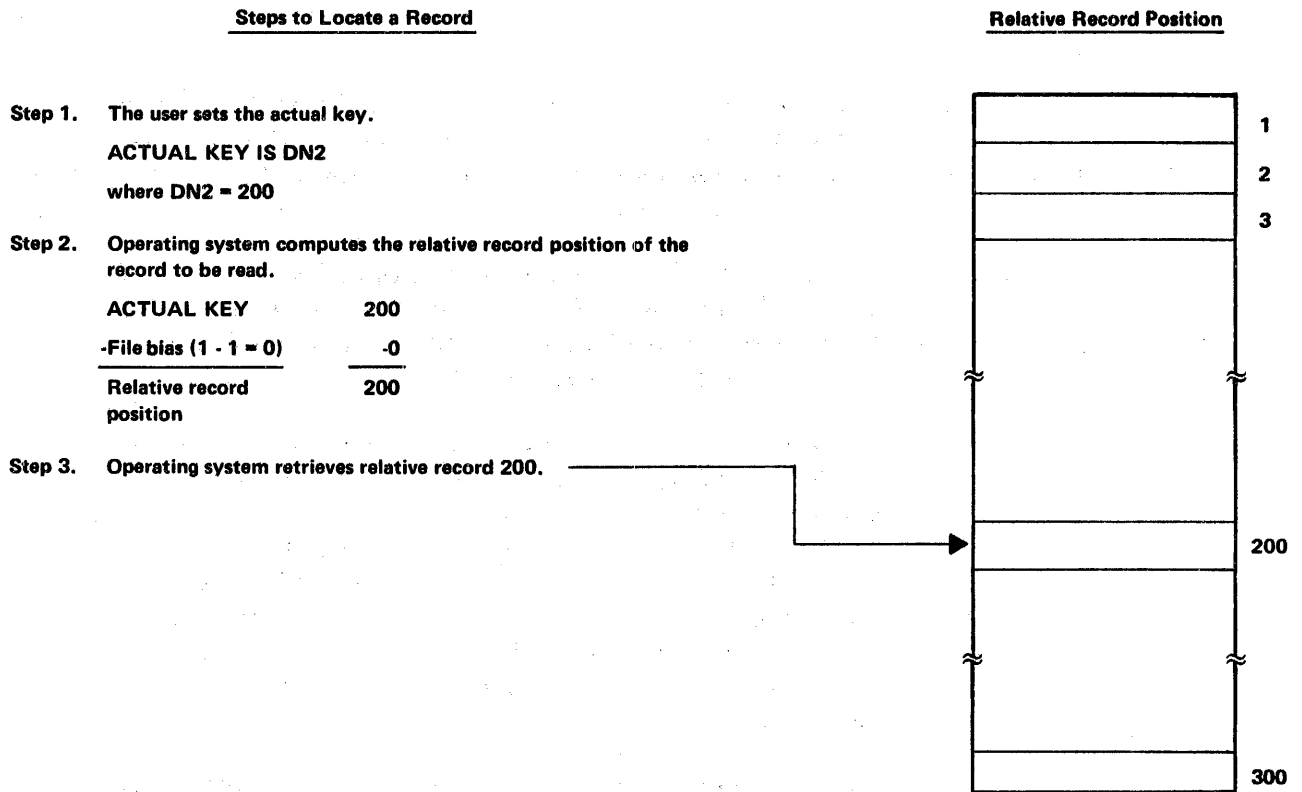 Steps to Locate a Record
Step 1. The user sets the actual key.
ACTUAL KEY IS DN2
where DN2 = 200
Step 2. Operating system computes the relative record position of the
record to be read.
ACTUAL KEY 200
-File bias (1 - 1 = 0) -0
Relative record 200
position
Step 3. Operating system retrieves relative record 200.
Relative Record Position
1
2
3
200
300